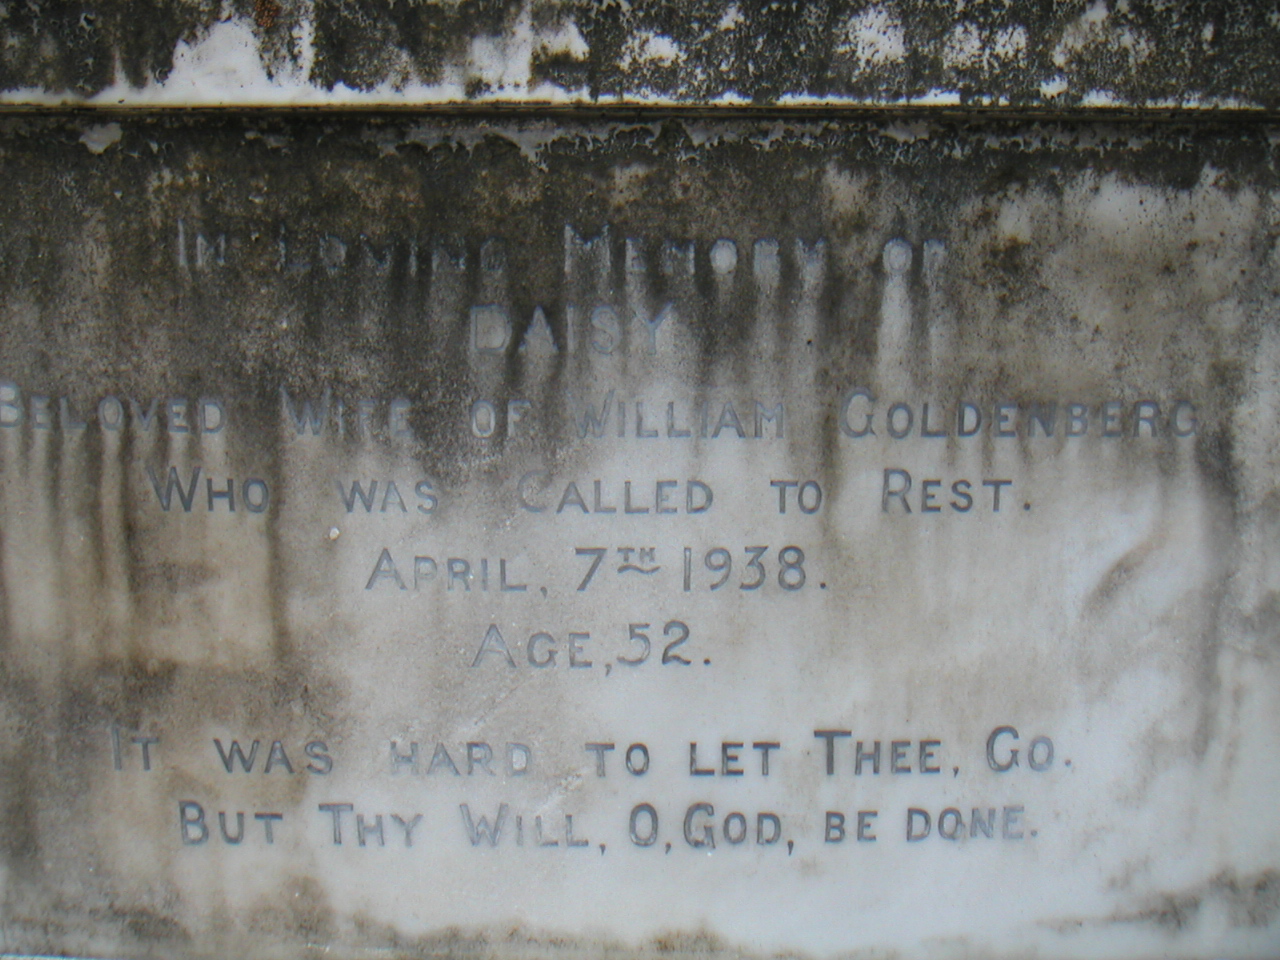 In Loving Memory of
Daisy
Beloved Wife of William Goldenberg
Who was Called to Rest.
April, 7th 1938.
Age, 52.
It was hard to let Thee, Go.
But Thy Will, O, God, be done.